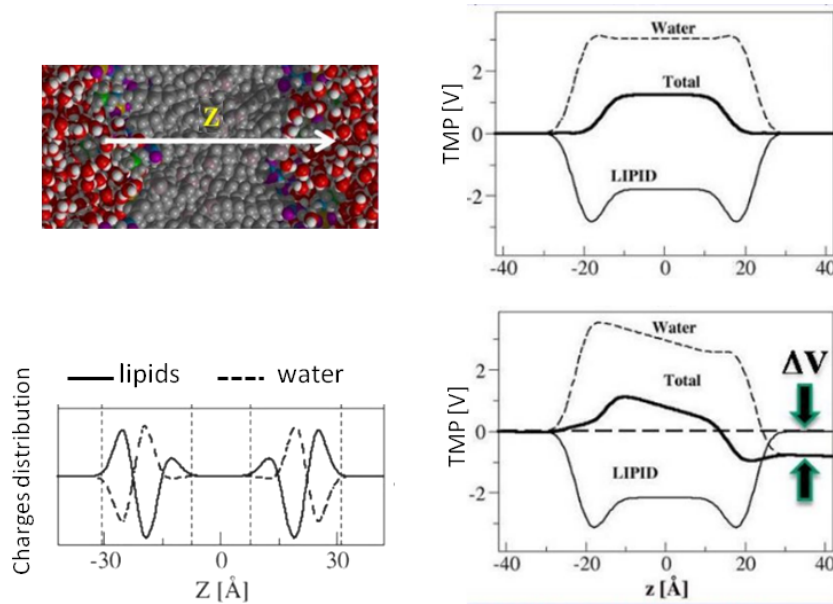 Z
Water
Total
LIPID
TMP [V]
2
0
-2
-40
-20
0
20
40
lipids
water
Charges distribution
-30
0
30
Z [Å]
Water
Total
LIPID
ΔV
TMP [V]
2
0
-2
-40
-20
0
20
40
z [Å]